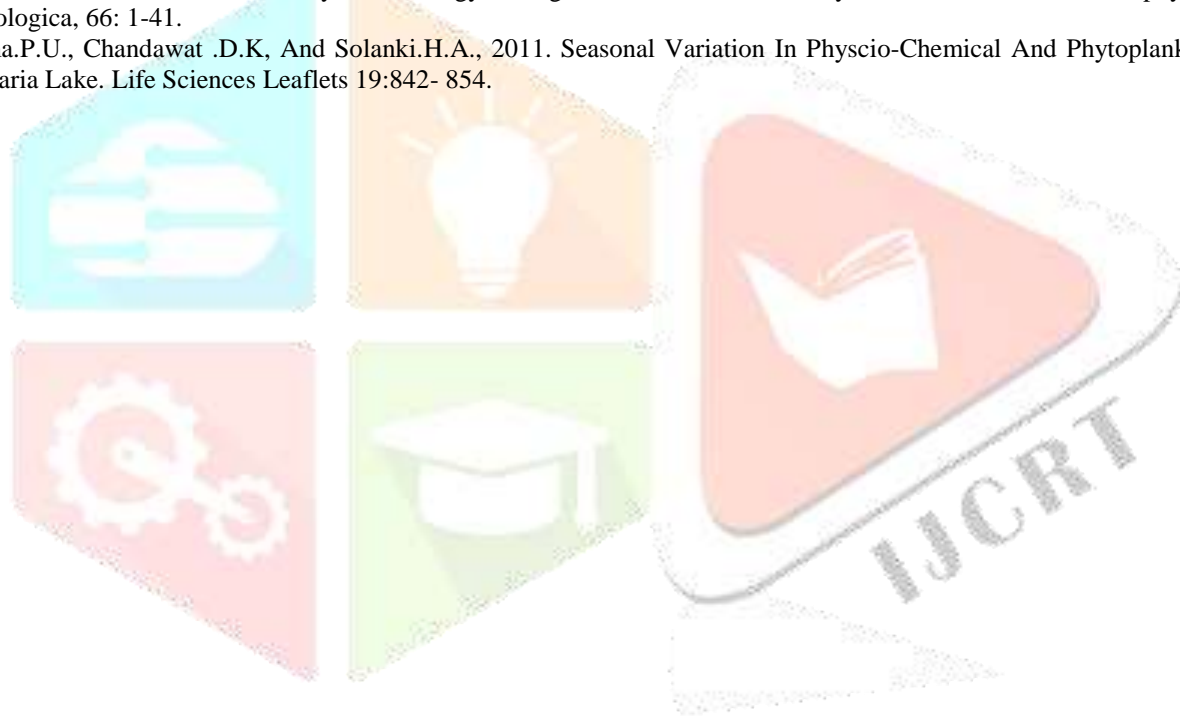 ologica, 66: 1-41.
a.P.U., Chandawat .D.K, And Solanki.H.A., 2011. Seasonal Variation In Physcio-Chemical And Phytoplank
aria Lake. Life Sciences Leaflets 19:842- 854.
IJCRT